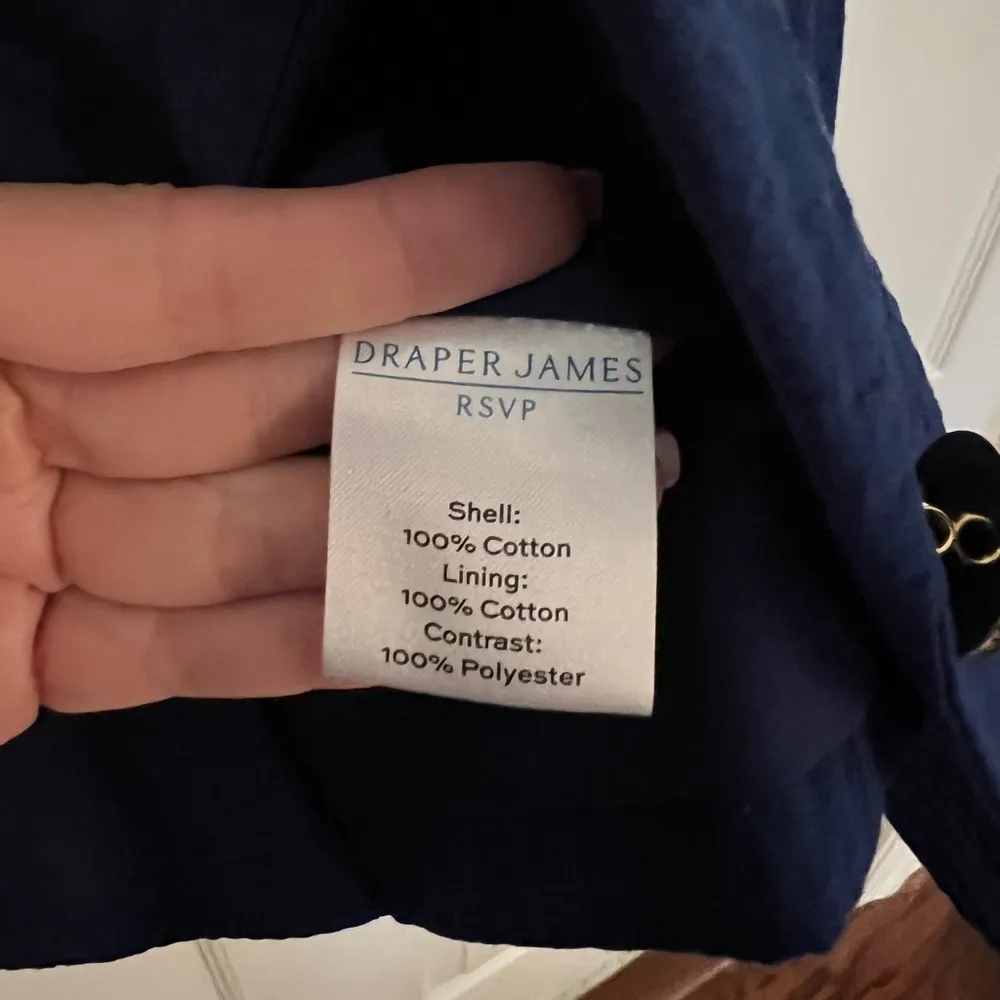 DRAPER JAMES
RSVP
Shell:
100% Cotton
Lining:
100% Cotton
Contrast:
100% Polyester